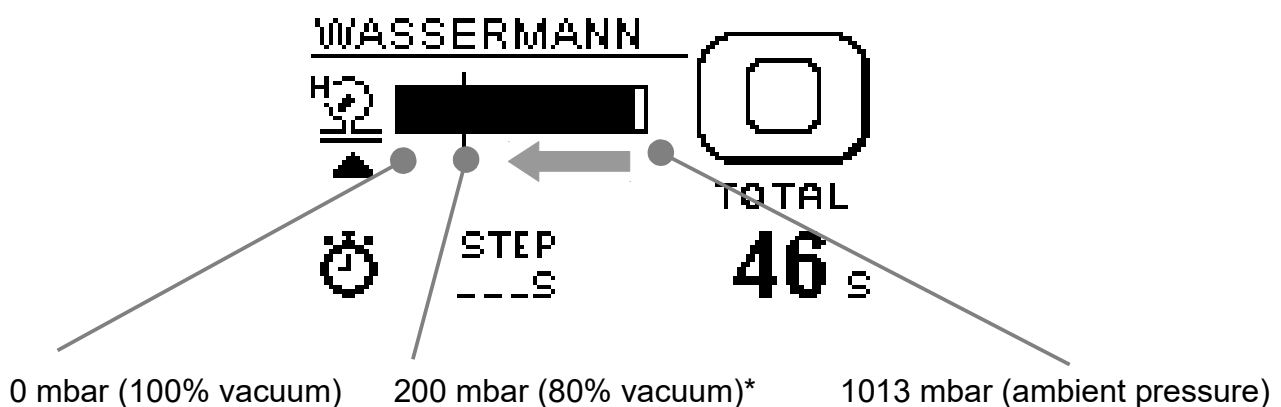 WASSERMANN
H
TOTAL
STEP
46 S
___S
0 mbar (100% vacuum) 200 mbar (80% vacuum)* 1013 mbar (ambient pressure)